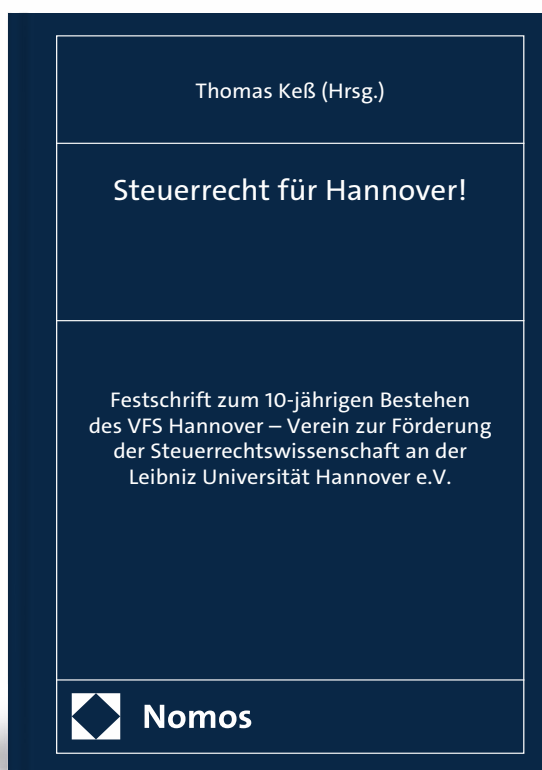 Thomas Keß (Hrsg.)
Steuerrecht für Hannover!
Festschrift zum 10-jährigen Bestehen
des VFS Hannover – Verein zur Förderung
der Steuerrechtswissenschaft an der
Leibniz Universität Hannover e.V.
Nomos